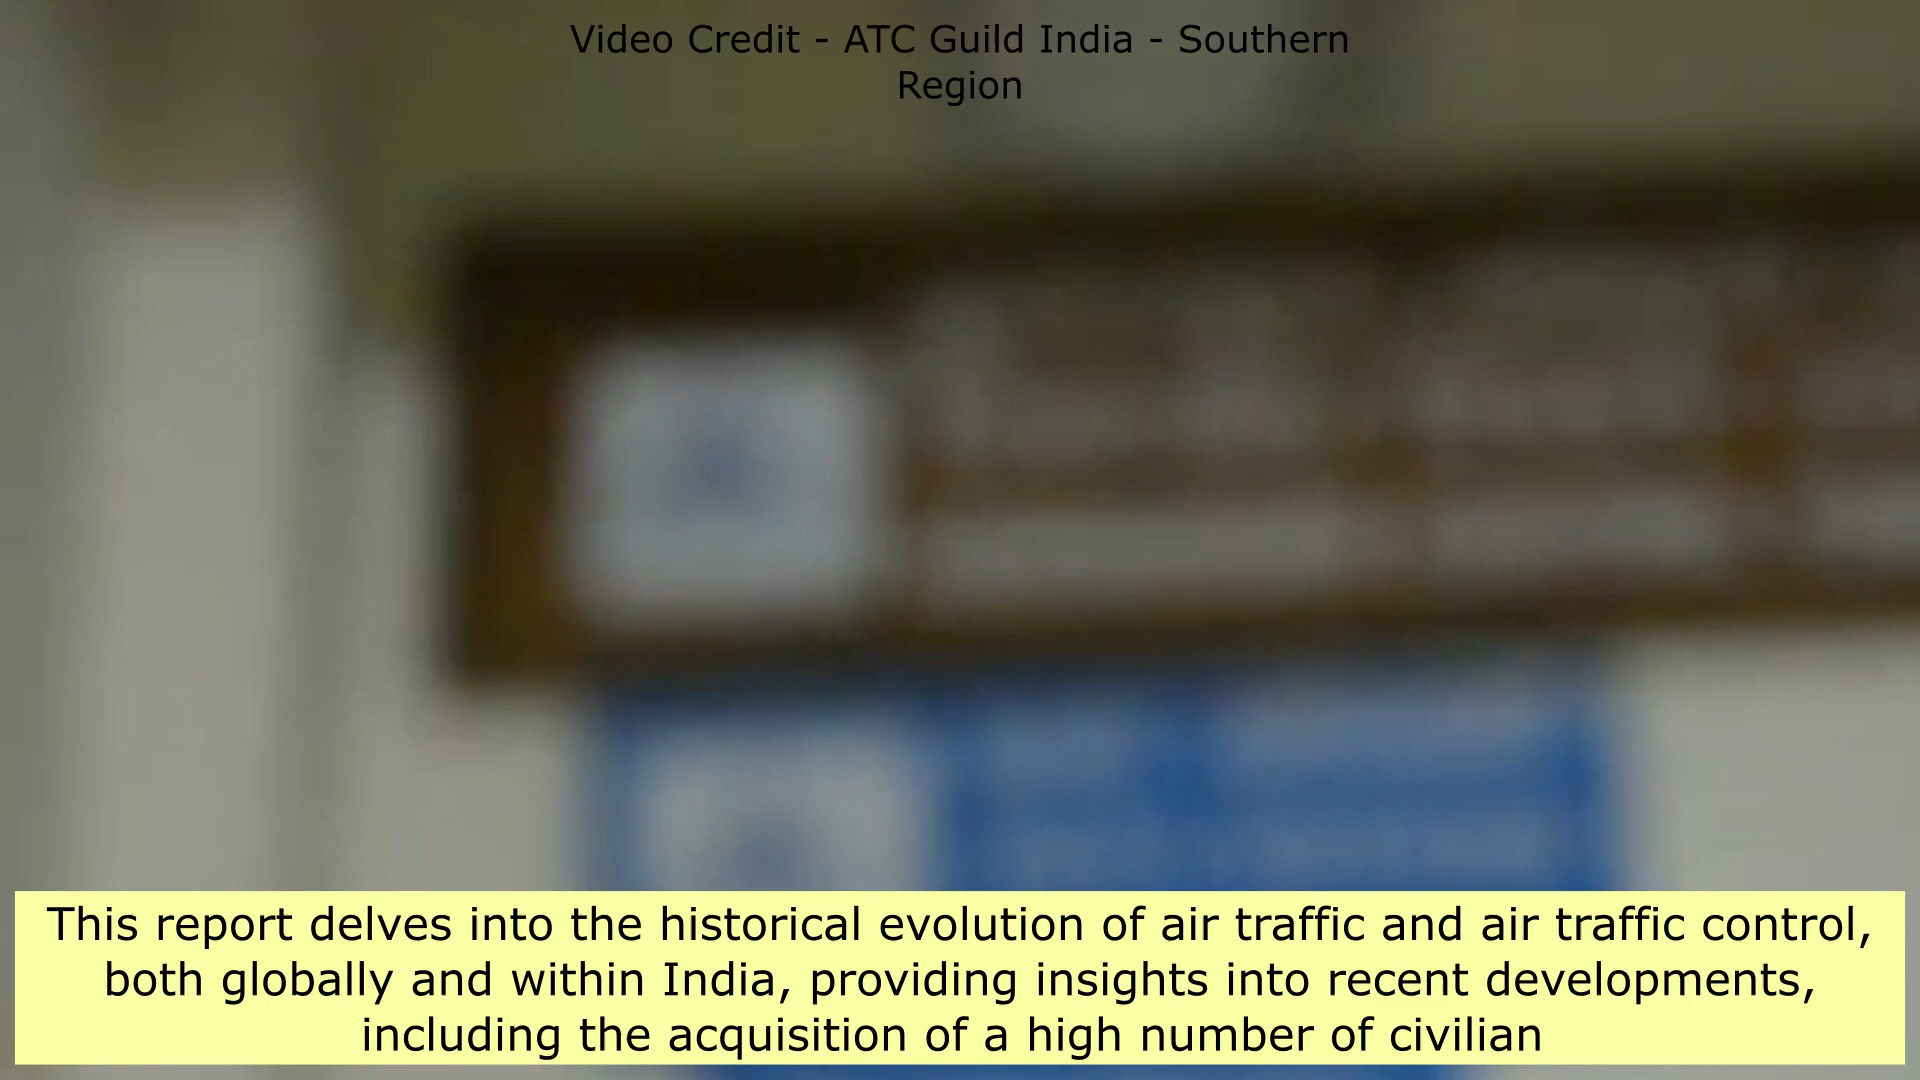 Video Credit - ATC Guild India - Southern
Region
This report delves into the historical evolution of air traffic and air traffic control,
both globally and within India, providing insights into recent developments,
including the acquisition of a high number of civilian